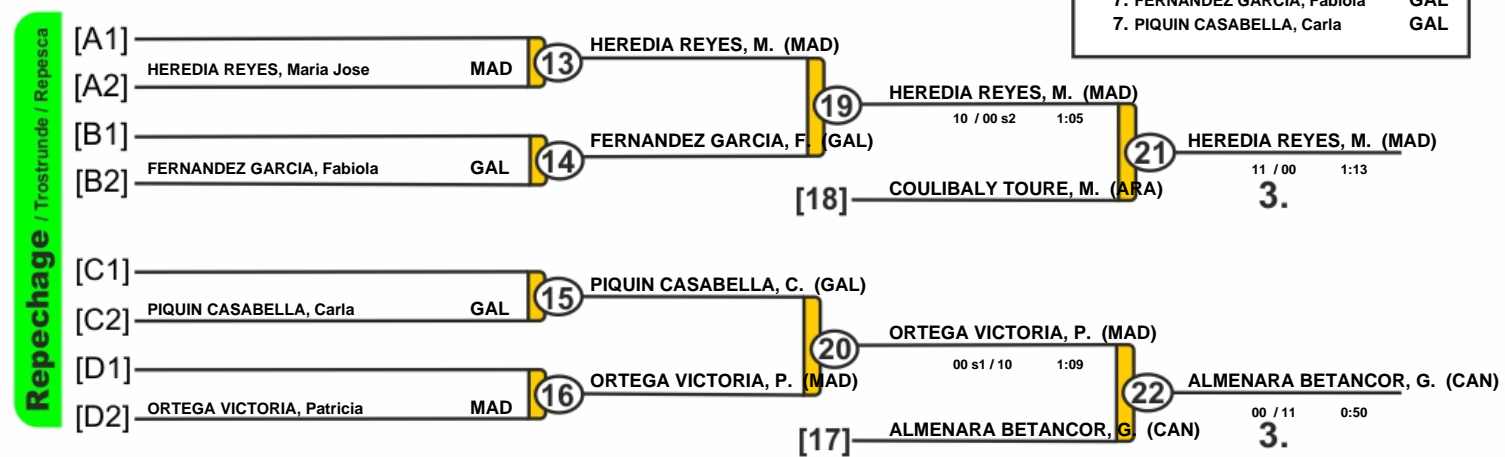 7. FERNANDEZ GARCIA, Fabiola GAL
7. PIQUIN CASABELLA, Carla GAL
Repechage / Trostrunde / Repesca
[A1]
HEREDIA REYES, Maria Jose MAD
[A2]
13
HEREDIA REYES, M. (MAD)
[B1]
FERNANDEZ GARCIA, Fabiola GAL
[B2]
14
FERNANDEZ GARCIA, F. (GAL)
19
HEREDIA REYES, M. (MAD)
10 / 00 s2 1:05
[18]
COULIBALY TOURE, M. (ARA)
21
HEREDIA REYES, M. (MAD)
11 / 00 1:13
3.
[C1]
PIQUIN CASABELLA, Carla GAL
[C2]
15
PIQUIN CASABELLA, C. (GAL)
[D1]
ORTEGA VICTORIA, Patricia MAD
[D2]
16
ORTEGA VICTORIA, P. (MAD)
20
ORTEGA VICTORIA, P. (MAD)
00 s1 / 10 1:09
[17]
ALMENARA BETANCOR, G. (CAN)
22
ALMENARA BETANCOR, G. (CAN)
00 / 11 0:50
3.